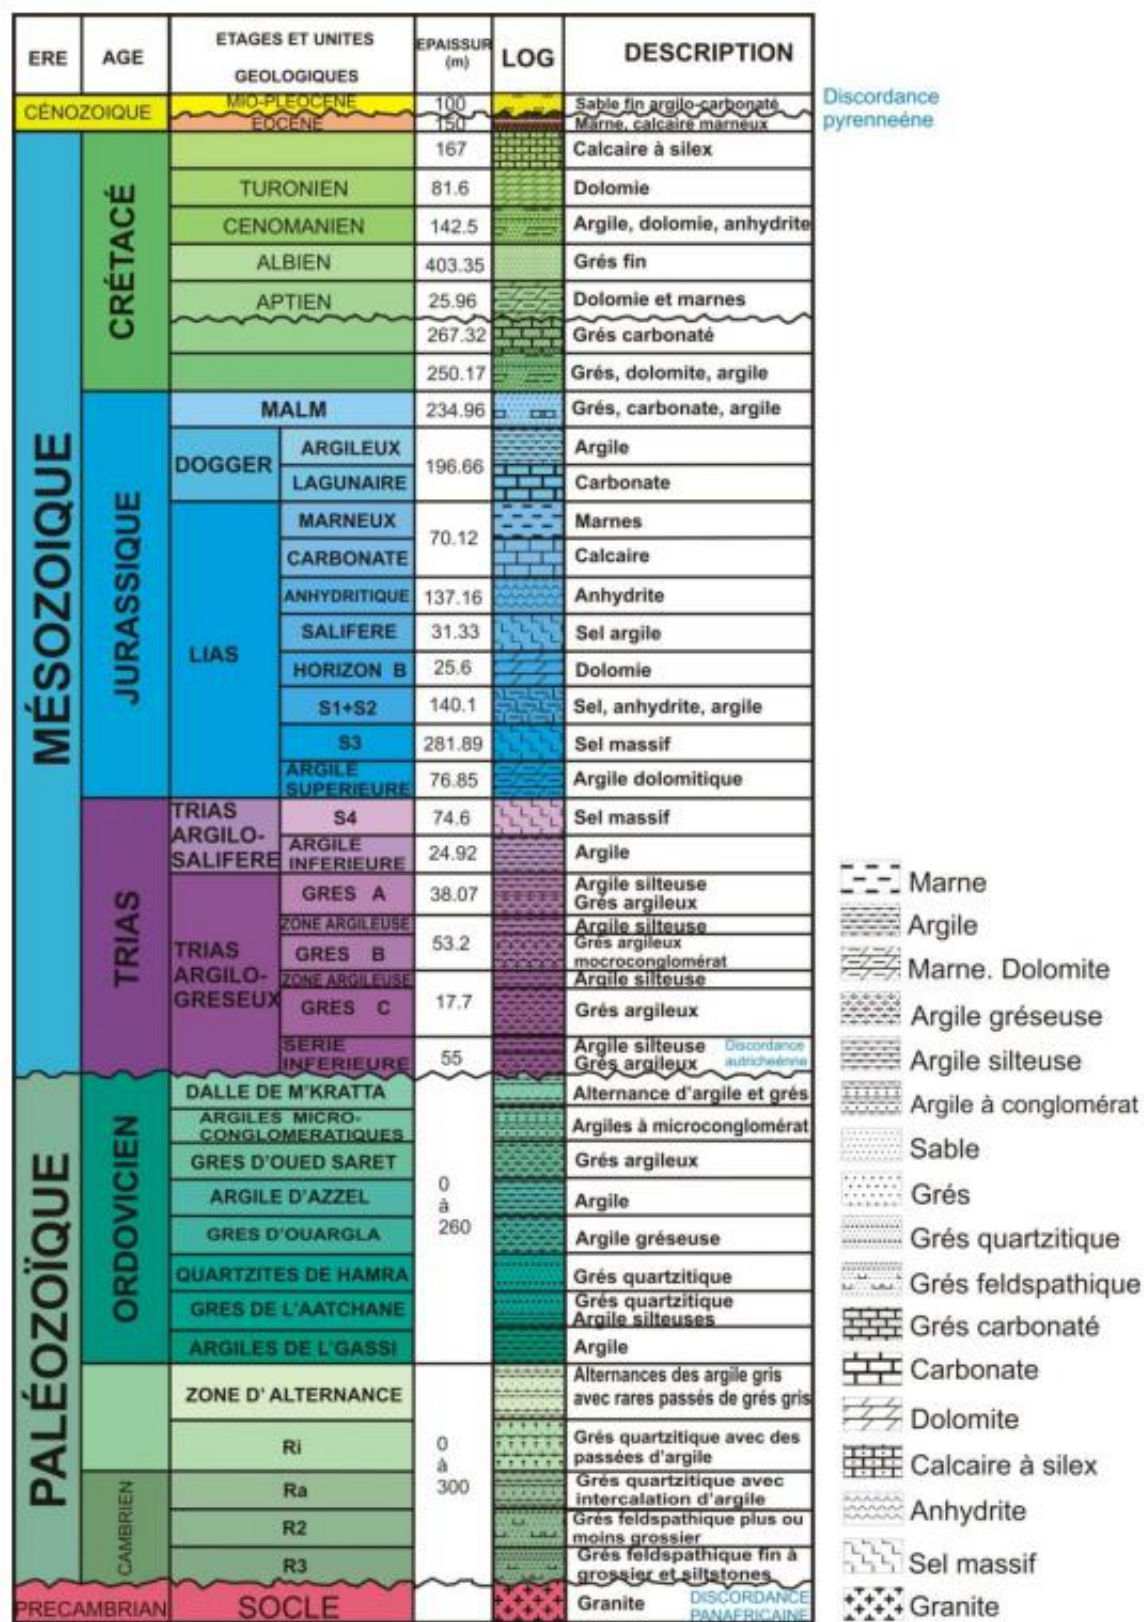 ERE AGE ETAGES ET UNITES GEOLOGIQUES EPAISSUR (m) LOG DESCRIPTION
CÉNOZOIQUE
MIO-PLEOCENE 100 Sable fin argilo-carbonaté
Discordance
pyrenneéne
EOCENE 150 Marne, calcaire marneux
MÉSOZOIQUE
CRÉTACÉ
167 Calcaire à silex
TURONIEN 81.6 Dolomie
CENOMANIEN 142.5 Argile, dolomie, anhydrite
ALBIEN 403.35 Grés fin
APTIEN 25.96 Dolomie et marnes
267.32 Grés carbonaté
250.17 Grés, dolomite, argile
JURASSIQUE
MALM 234.96 Grés, carbonate, argile
DOGGER
ARGILEUX 196.66 Argile
LAGUNAIRE Carbonate
LIAS
MARNEUX 70.12 Marnes
CARBONATE Calcaire
ANHYDRITIQUE 137.16 Anhydrite
SALIFERE 31.33 Sel argile
HORIZON B 25.6 Dolomie
S1+S2 140.1 Sel, anhydrite, argile
S3 281.89 Sel massif
ARGILE SUPERIEURE 76.85 Argile dolomitique
TRIAS
TRIAS
ARGILO-
SALIFERE
S4 74.6 Sel massif
ARGILE INFERIEURE 24.92 Argile
TRIAS
ARGILO-
GRESEUX
GRES A 38.07 Argile silteuse
Grés argileux
ZONE ARGILEUSE 53.2 Argile silteuse
GRES B Grés argileux
mocroconglomérat
ZONE ARGILEUSE 17.7 Argile silteuse
GRES C Grés argileux
SERIE INFERIEURE 55 Argile silteuse
Grés argileux
Discordance
autricheénne
PALÉOZOÏQUE
ORDOVICIEN
0
à
260
DALLE DE M'KRATTA Alternance d'argile et grés
ARGILES MICRO-
CONGLOMERATIQUES Argiles à microconglomérat
GRES D'OUED SARET Grés argileux
ARGILE D'AZZEL Argile
GRES D'OUARGLA Argile gréseuse
QUARTZITES DE HAMRA Grés quartzitique
GRES DE L'AATCHANE Grés quartzitique
Argile silteuses
ARGILES DE L'GASSI Argile
0
à
300
ZONE D' ALTERNANCE Alternances des argile gris
avec rares passés de grés gris
Ri Grés quartzitique avec des
passées d'argile
CAMBRIEN
Ra Grés quartzitique avec
intercalation d'argile
R2 Grés feldspathique plus ou
moins grossier
R3 Grés feldspathique fin à
grossier et siltstones
PRECAMBRIAN SOCLE Granite
DISCORDANCE
PANAFRICAINE
Marne
Argile
Marne. Dolomite
Argile gréseuse
Argile silteuse
Argile à conglomérat
Sable
Grés
Grés quartzitique
Grés feldspathique
Grés carbonaté
Carbonate
Dolomite
Calcaire à silex
Anhydrite
Sel massif
Granite